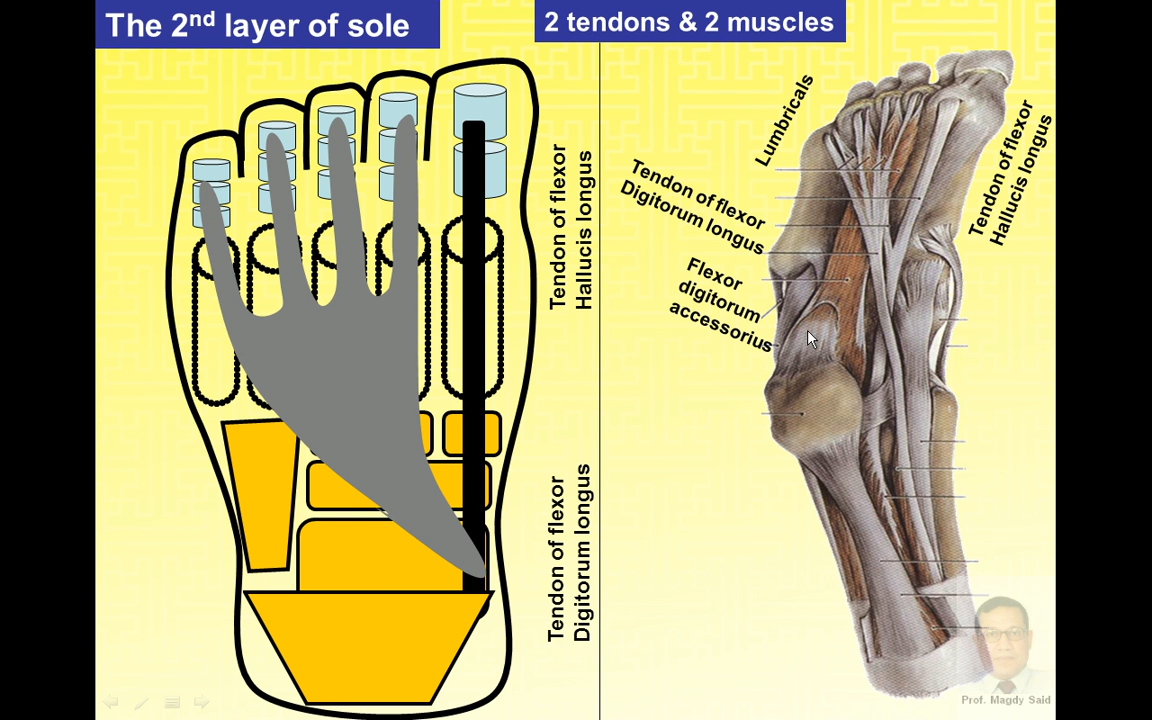 The 2nd layer of sole
2 tendons & 2 muscles
Tendon of flexor
Hallucis longus
Tendon of flexor
Digitorum longus
Lumbricals
Tendon of flexor
Digitorum longus
Flexor
digitorum
accessorius
Tendon of flexor
Hallucis longus
Prof. Magdy Said